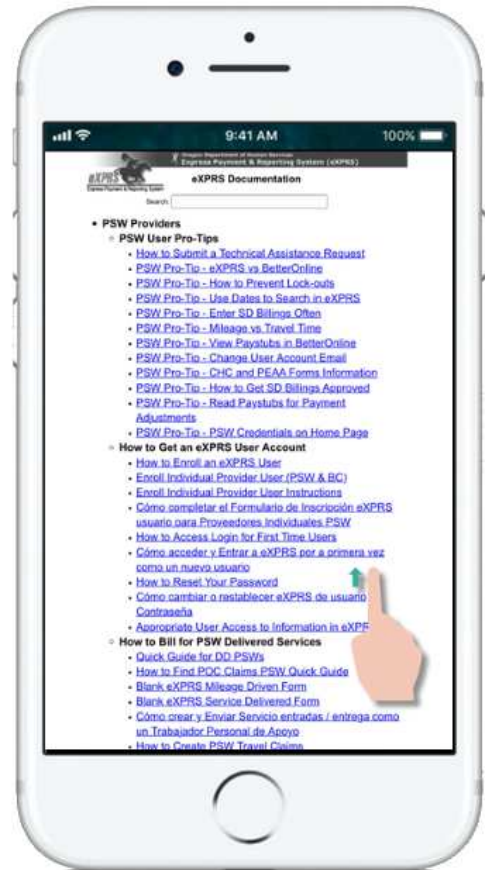 9:41 AM
100%
Oregon Department of Human Services
Express Payment & Reporting System (eXPRS)
eXPRS
Express Payment & Reporting System
eXPRS Documentation
Search:
PSW Providers
PSW User Pro-Tips
How to Submit a Technical Assistance Request
PSW Pro-Tip - eXPRS vs BetterOnline
PSW Pro-Tip - How to Prevent Lock-outs
PSW Pro-Tip - Use Dates to Search in eXPRS
PSW Pro-Tip - Enter SD Billings Often
PSW Pro-Tip - Mileage vs Travel Time
PSW Pro-Tip - View Paystubs in BetterOnline
PSW Pro-Tip - Change User Account Email
PSW Pro-Tip - CHC and PEAA Forms Information
PSW Pro-Tip - How to Get SD Billings Approved
PSW Pro-Tip - Read Paystubs for Payment
Adjustments
PSW Pro-Tip - PSW Credentials on Home Page
How to Get an eXPRS User Account
How to Enroll an eXPRS User
Enroll Individual Provider User (PSW & BC)
Enroll Individual Provider User Instructions
Cómo completar el Formulario de Inscripción eXPRS
usuario para Proveedores Individuales PSW
How to Access Login for First Time Users
Cómo acceder y Entrar a eXPRS por a primera vez
como un nuevo usuario
How to Reset Your Password
Cómo cambiar o restablecer eXPRS de usuario
Contraseña
Appropriate User Access to Information in eXPR
How to Bill for PSW Delivered Services
Quick Guide for DD PSWs
How to Find POC Claims PSW Quick Guide
Blank eXPRS Mileage Driven Form
Blank eXPRS Service Delivered Form
Cómo crear y Enviar Servicio entradas / entrega como
un Trabajador Personal de Apoyo
How to Create PSW Travel Claims